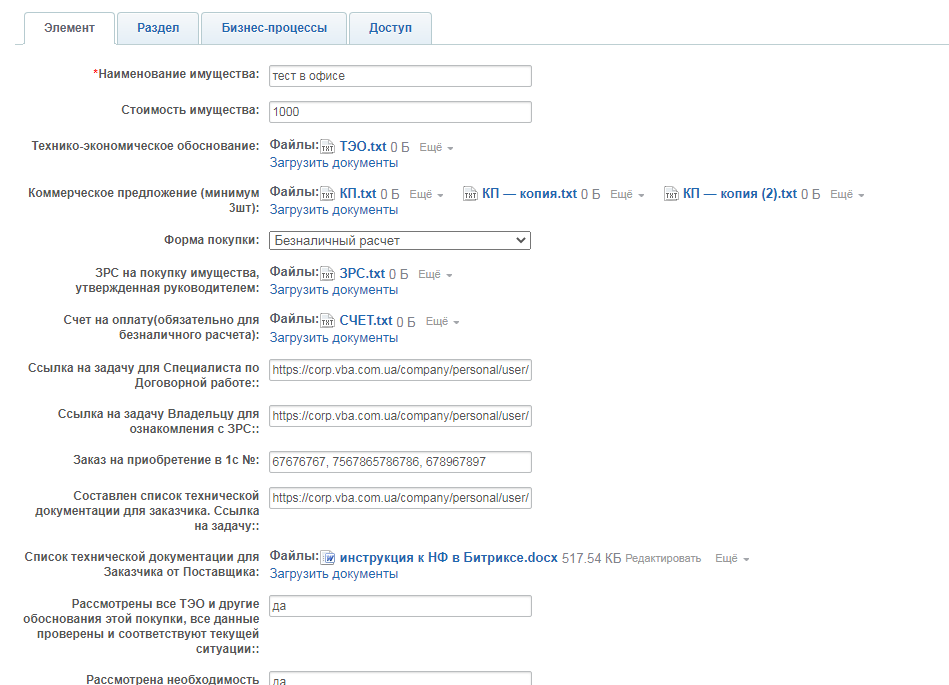 Элемент Раздел Бизнес-процессы Доступ
*Наименование имущества: тест в офисе
Стоимость имущества: 1000
Технико-экономическое обоснование: Файлы: ТЭО.txt 0 Б Ещё
Загрузить документы
Коммерческое предложение (минимум 3шт): Файлы: КП.txt 0 Б Ещё КП — копия.txt 0 Б Ещё КП — копия (2).txt 0 Б Ещё
Загрузить документы
Форма покупки: Безналичный расчет
ЗРС на покупку имущества,
утвержденная руководителем: Файлы: ЗРС.txt 0 Б Ещё
Загрузить документы
Счет на оплату(обязательно для
безналичного расчета): Файлы: СЧЕТ.txt 0 Б Ещё
Загрузить документы
Ссылка на задачу для Специалиста по
Договорной работе:: https://corp.vba.com.ua/company/personal/user/
Ссылка на задачу Владельцу для
ознакомления с ЗРС:: https://corp.vba.com.ua/company/personal/user/
Заказ на приобретение в 1с №: 67676767, 7567865786786, 678967897
Составлен список технической
документации для заказчика. Ссылка
на задачу:: https://corp.vba.com.ua/company/personal/user/
Список технической документации для
Заказчика от Поставщика: Файлы: инструкция к НФ в Битриксе.docx 517.54 КБ Редактировать Ещё
Загрузить документы
Рассмотрены все ТЭО и другие
обоснования этой покупки, все данные
проверены и соответствуют текущей
ситуации:: да
Рассмотрена необходимость да